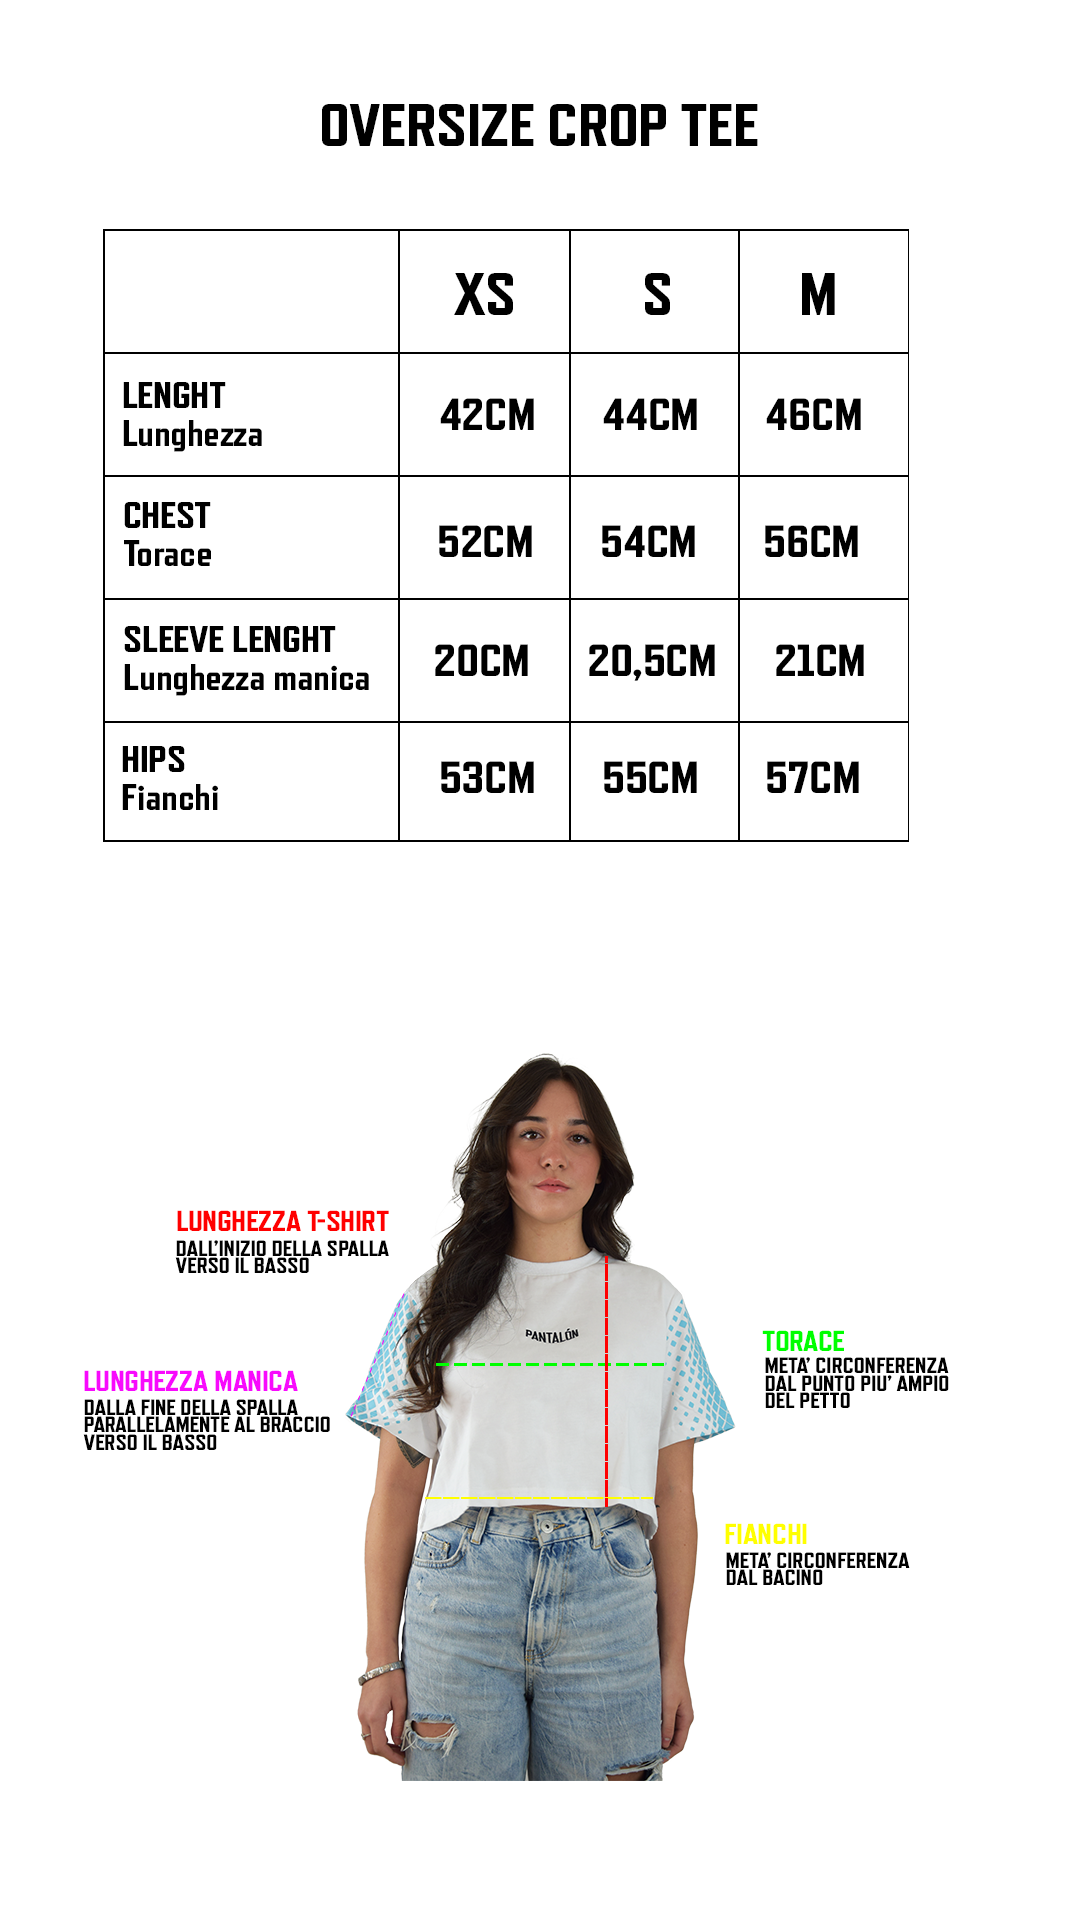 OVERSIZE CROP TEE
XS S M
LENGHT
Lunghezza
42CM 44CM 46CM
CHEST
Torace
52CM 54CM 56CM
SLEEVE LENGHT
Lunghezza manica
20CM 20,5CM 21CM
HIPS
Fianchi
53CM 55CM 57CM
LUNGHEZZA T-SHIRT
DALL'INIZIO DELLA SPALLA
VERSO IL BASSO
PANTALÓN
TORACE
META' CIRCONFERENZA
DAL PUNTO PIU' AMPIO
DEL PETTO
LUNGHEZZA MANICA
DALLA FINE DELLA SPALLA
PARALLELAMENTE AL BRACCIO
VERSO IL BASSO
FIANCHI
META' CIRCONFERENZA
DAL BACINO